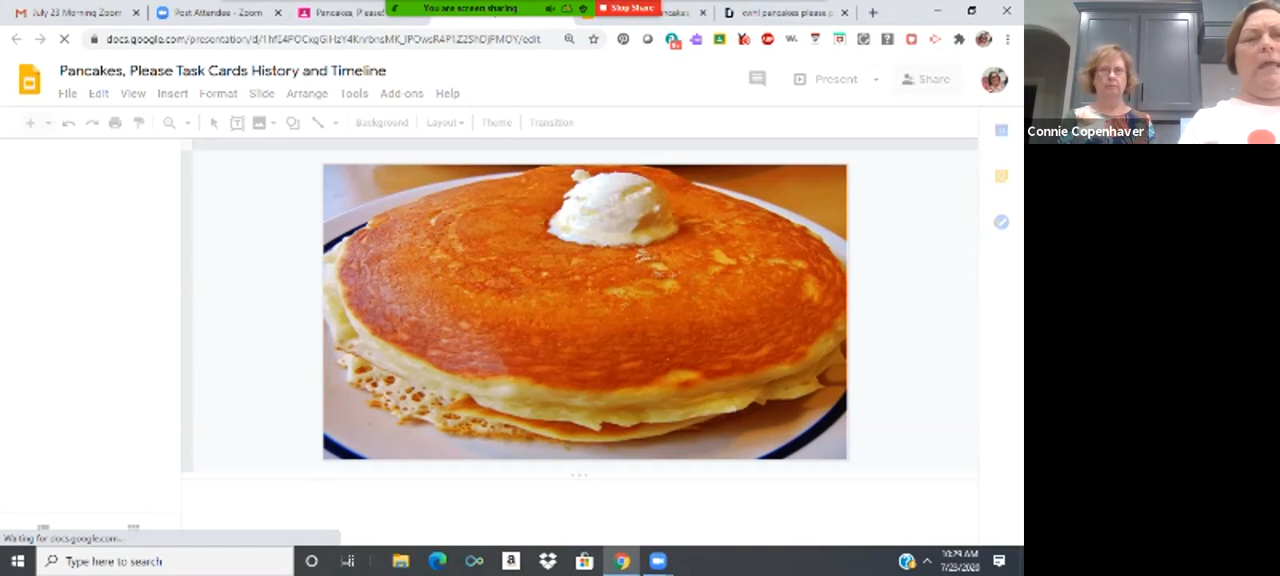 July 23 Morning Zoom
Post Attendee - Zoom
Pancakes, Please!
You are screen sharing
Stop Share
kwhl pancakes please
docs.google.com/presentation/d/
/edit
Pancakes, Please Task Cards History and Timeline
Present
Share
File Edit View Insert Format Slide Arrange Tools Add-ons Help
Background Layout Theme Transition
Connie Copenhaver
Waiting for docs.google.com...
Type here to search
10:29 AM
7/23/2020